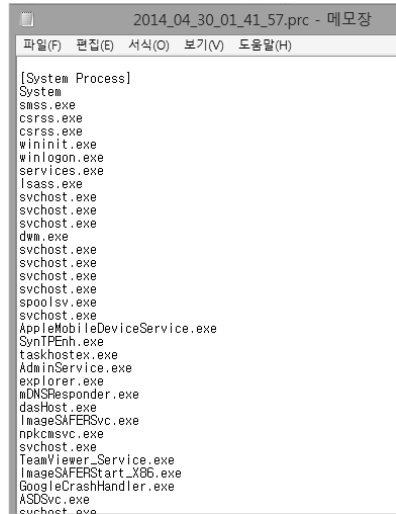 2014_04_30_01_41_57.prc - 메모장
파일(F) 편집(E) 서식(O) 보기(V) 도움말(H)
[System Process]
System
smss.exe
csrss.exe
csrss.exe
wininit.exe
winlogon.exe
services.exe
lsass.exe
svchost.exe
svchost.exe
svchost.exe
dwm.exe
svchost.exe
svchost.exe
svchost.exe
svchost.exe
spoolsv.exe
svchost.exe
AppleMobileDeviceService.exe
SynTPEnh.exe
taskhostex.exe
AdminService.exe
explorer.exe
mDNSResponder.exe
dasHost.exe
ImageSAFERSvc.exe
npkcmsvc.exe
svchost.exe
TeamViewer_Service.exe
ImageSAFERStart_X86.exe
GoogleCrashHandler.exe
ASDSvc.exe
svchost.exe